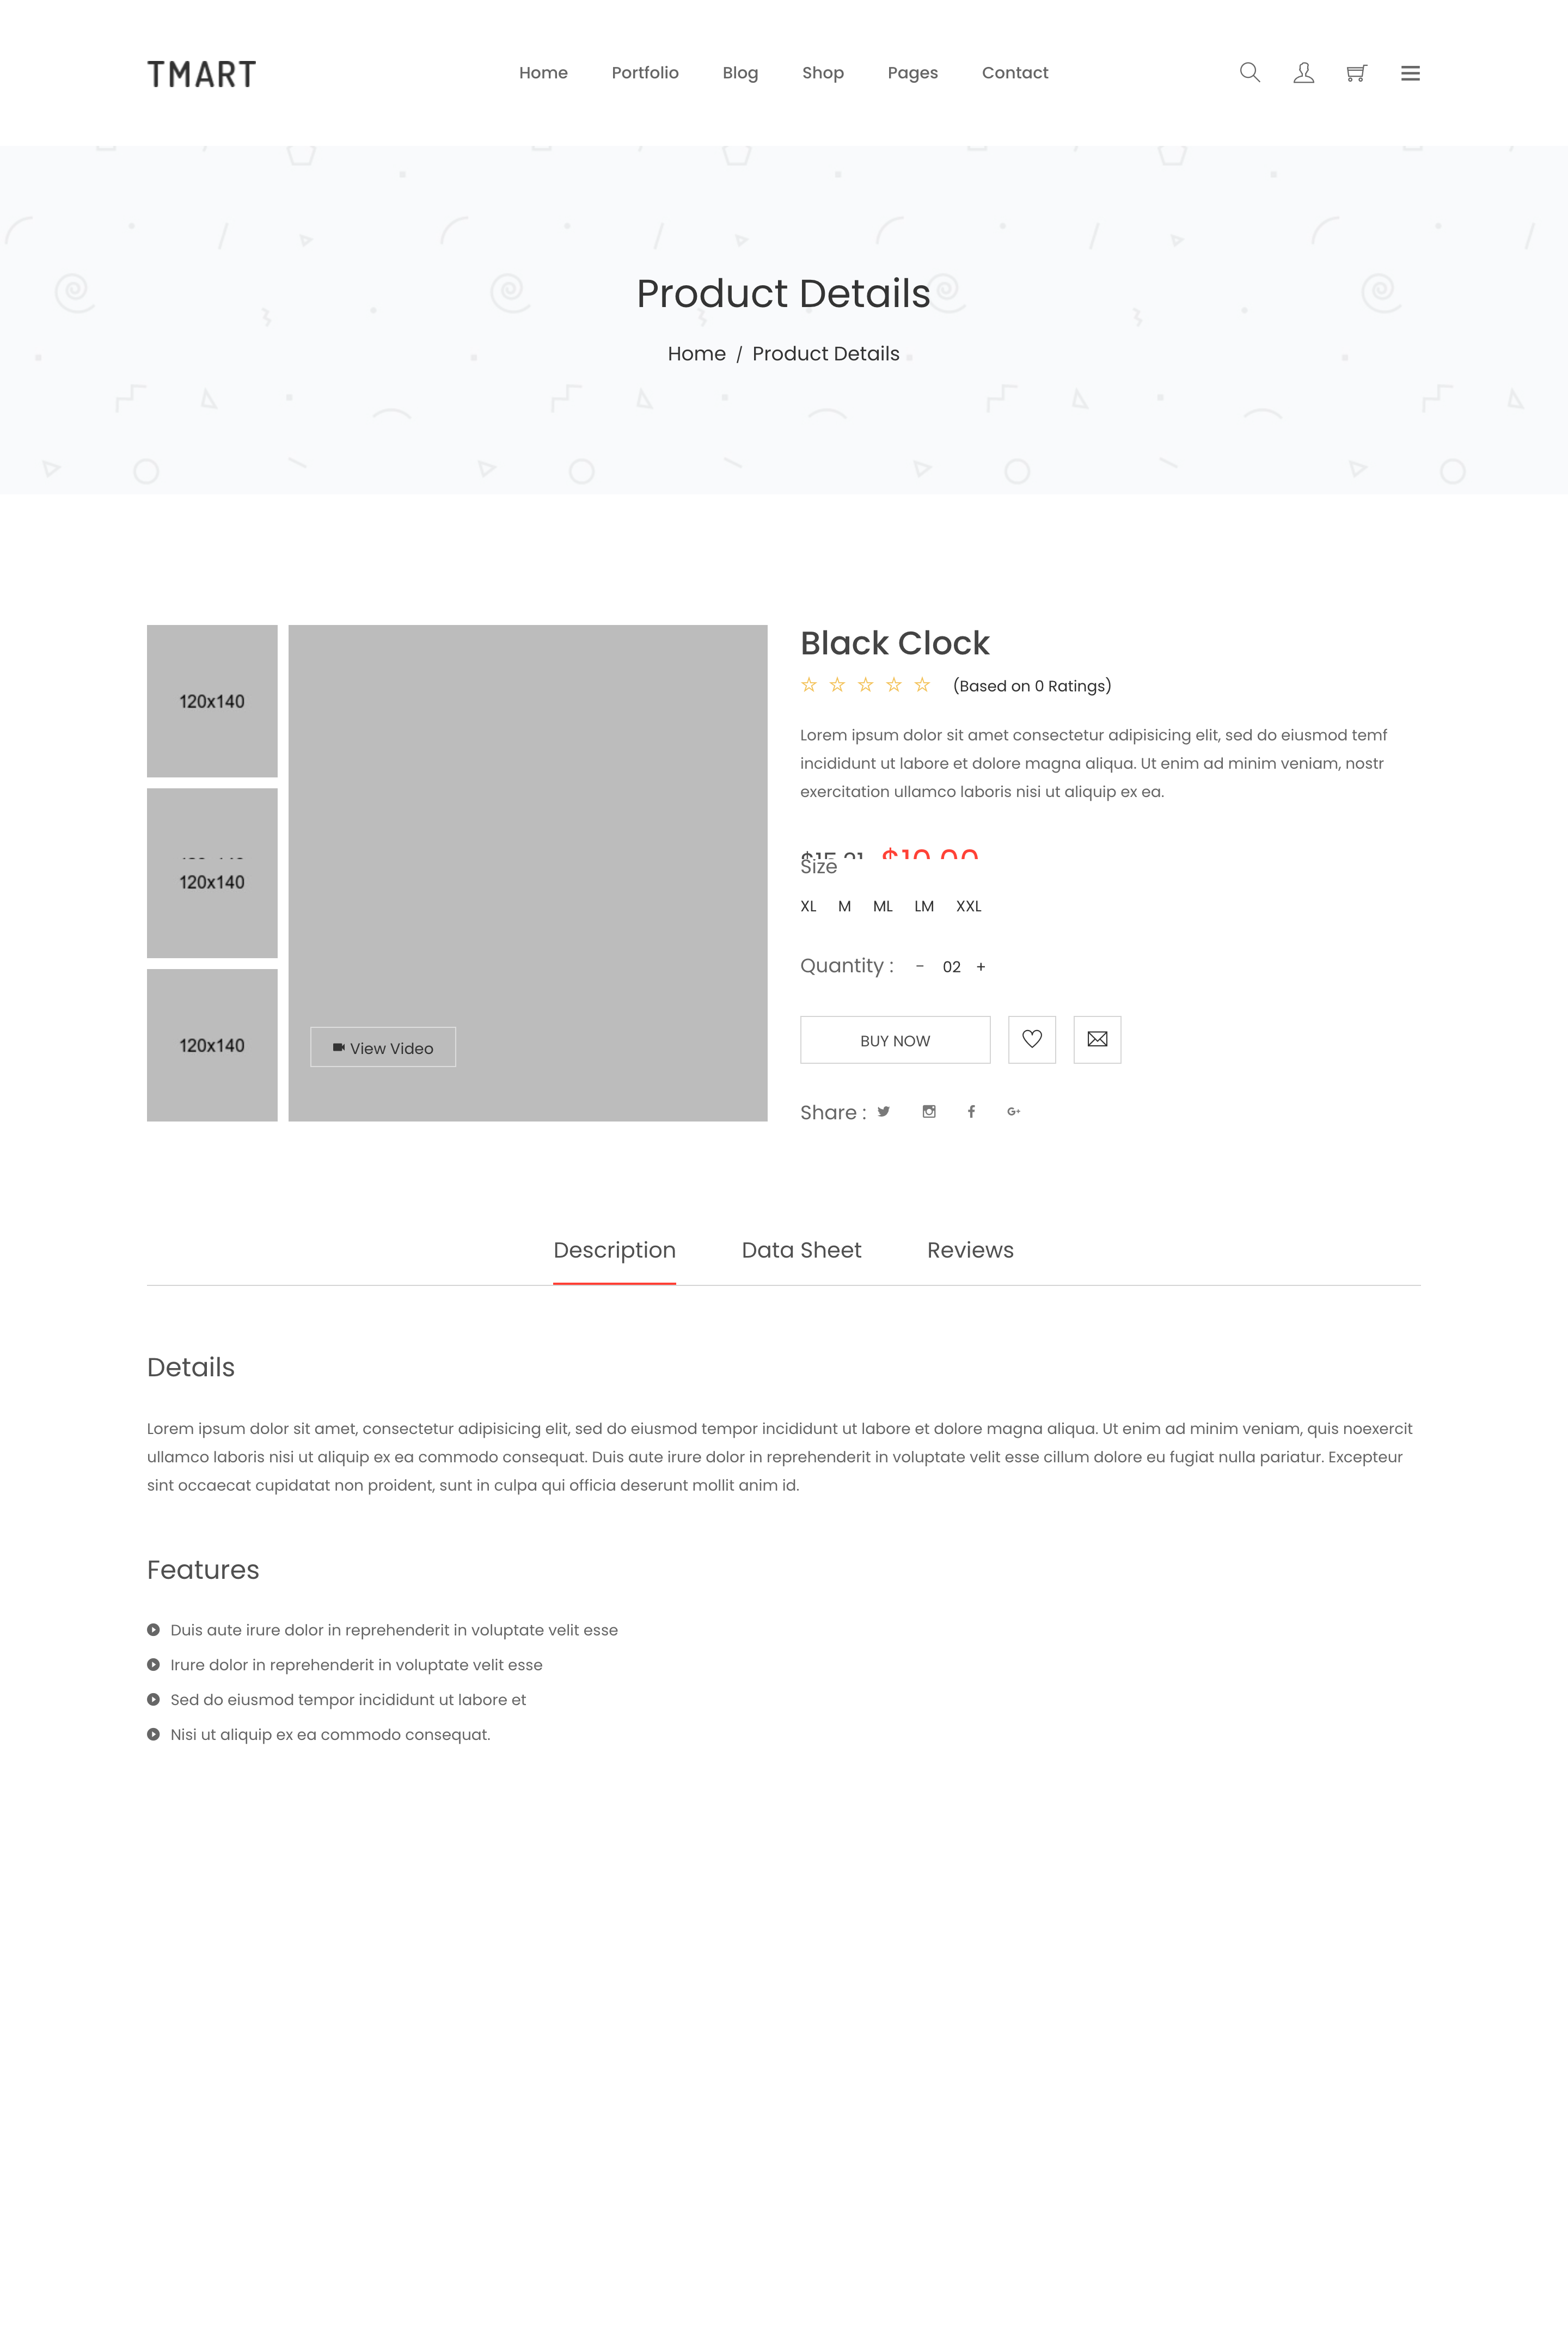 TMART
Home Portfolio Blog Shop Pages Contact
Product Details
Home / Product Details
120x140
120x140
120x140
View Video
Black Clock
(Based on 0 Ratings)
Lorem ipsum dolor sit amet consectetur adipisicing elit, sed do eiusmod temf
incididunt ut labore et dolore magna aliqua. Ut enim ad minim veniam, nostr
exercitation ullamco laboris nisi ut aliquip ex ea.
Size
XL M ML LM XXL
Quantity : - 02 +
BUY NOW
Share :
Description Data Sheet Reviews
Details
Lorem ipsum dolor sit amet, consectetur adipisicing elit, sed do eiusmod tempor incididunt ut labore et dolore magna aliqua. Ut enim ad minim veniam, quis noexercit
ullamco laboris nisi ut aliquip ex ea commodo consequat. Duis aute irure dolor in reprehenderit in voluptate velit esse cillum dolore eu fugiat nulla pariatur. Excepteur
sint occaecat cupidatat non proident, sunt in culpa qui officia deserunt mollit anim id.
Features
Duis aute irure dolor in reprehenderit in voluptate velit esse
Irure dolor in reprehenderit in voluptate velit esse
Sed do eiusmod tempor incididunt ut labore et
Nisi ut aliquip ex ea commodo consequat.